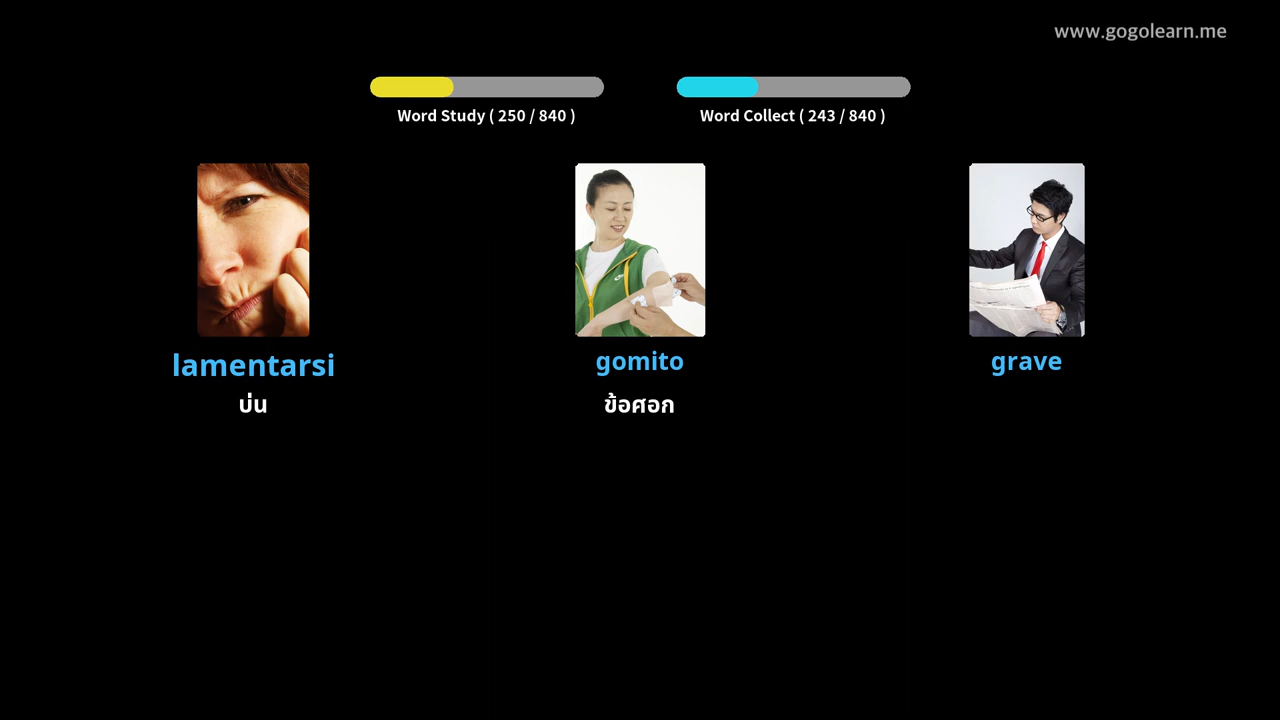 www.gogolearn.me
Word Study ( 250 / 840 )
Word Collect ( 243 / 840 )
lamentarsi
gomito
grave
บ่น
ข้อศอก